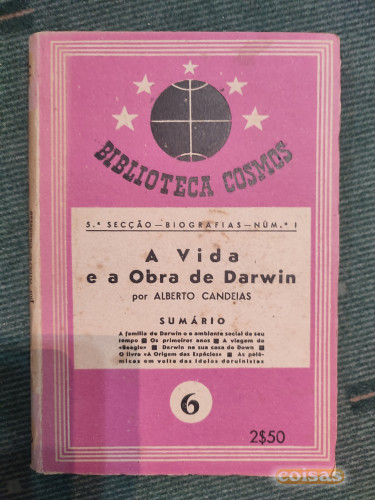 BIBLIOTECA COSMOS
5.ª SECÇÃO — BIOGRAFIAS — NÚM.º I
A Vida
e a Obra de Darwin
por ALBERTO CANDEIAS
SUMÁRIO
A família de Darwin e o ambiente social do seu
tempo ■ Os primeiros anos ■ A viagem do
«Beagle» ■ Darwin na sua casa de Down ■
O livro «A Origem das Espécies» ■ As polé-
micas em volta das ideias darwinistas
6
2$50
coisas